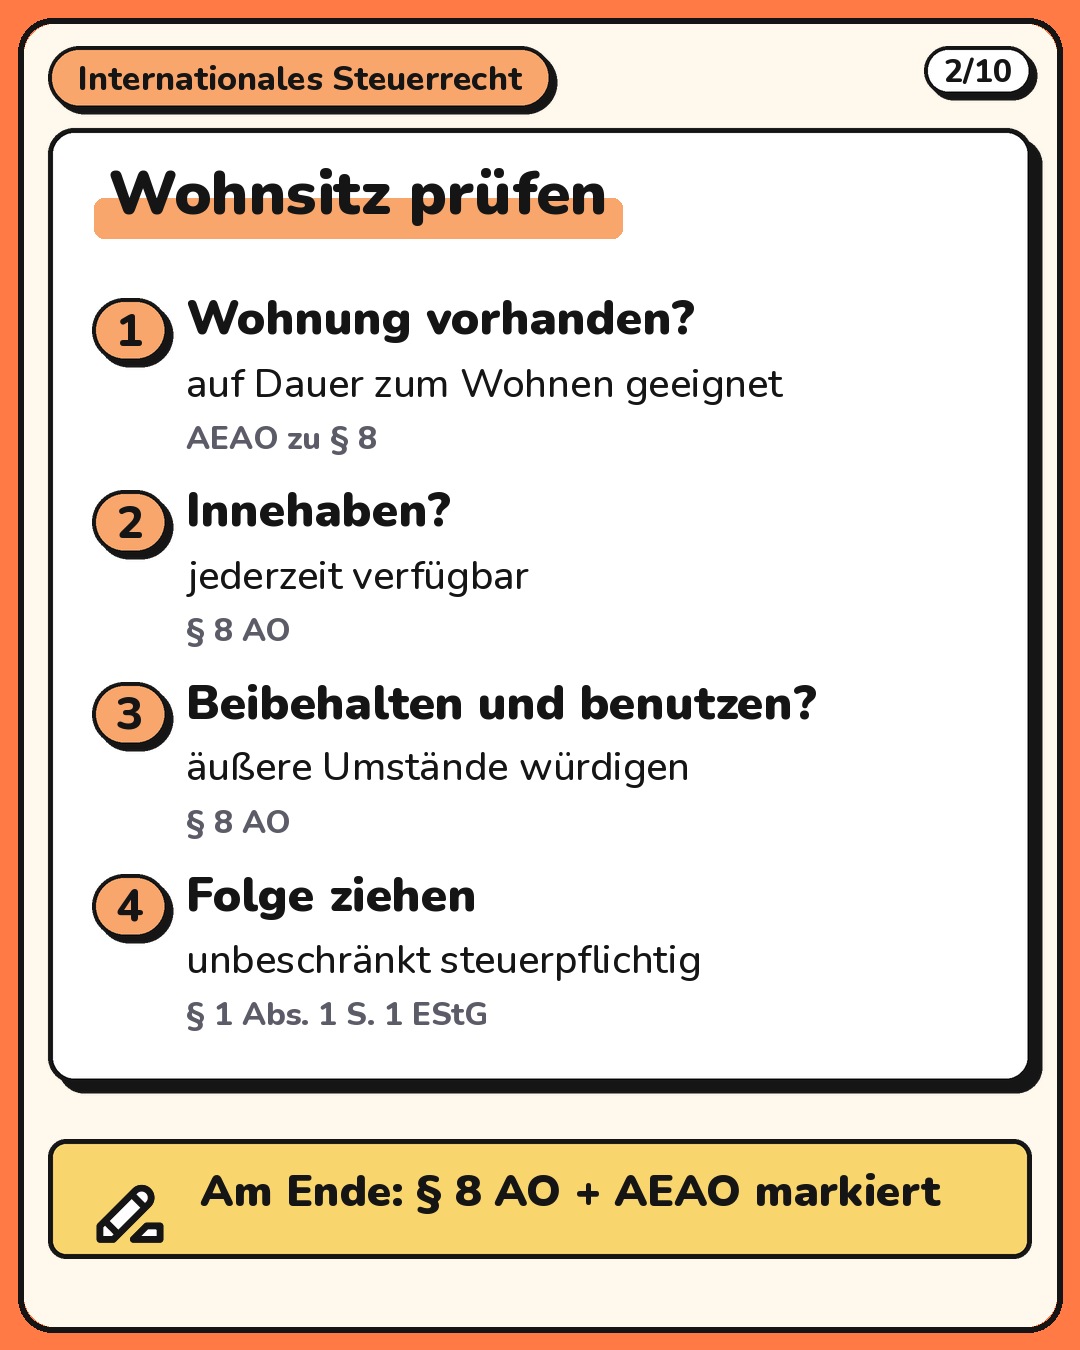 Internationales Steuerrecht
2/10
Wohnsitz prüfen
1 Wohnung vorhanden?
auf Dauer zum Wohnen geeignet
AEAO zu § 8
2 Innehaben?
jederzeit verfügbar
§ 8 AO
3 Beibehalten und benutzen?
äußere Umstände würdigen
§ 8 AO
4 Folge ziehen
unbeschränkt steuerpflichtig
§ 1 Abs. 1 S. 1 EStG
Am Ende: § 8 AO + AEAO markiert